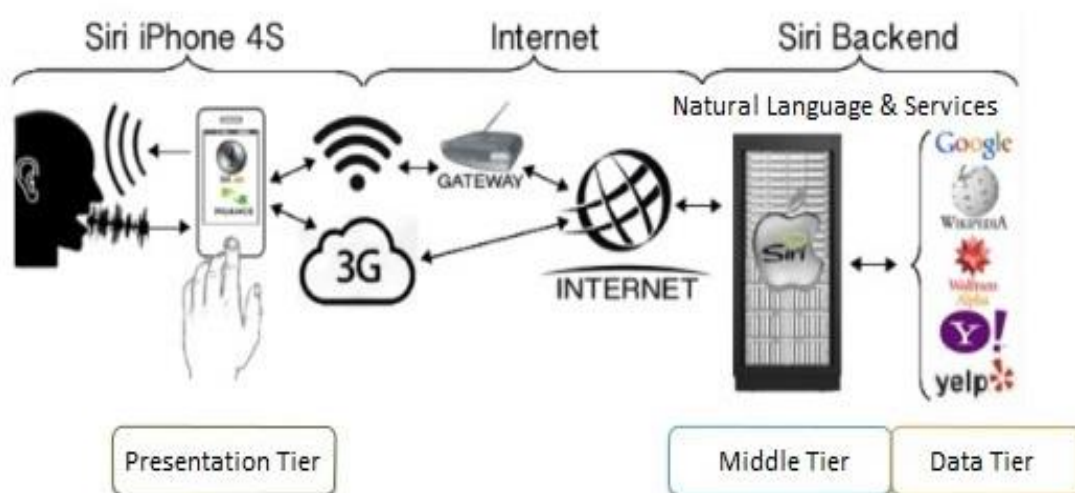 Siri iPhone 4S
Internet
Siri Backend
Natural Language & Services
NUANCE
GATEWAY
3G
INTERNET
Siri
Google
WIKIPEDIA
Wolfram
Alpha
Y!
yelp
Presentation Tier
Middle Tier
Data Tier